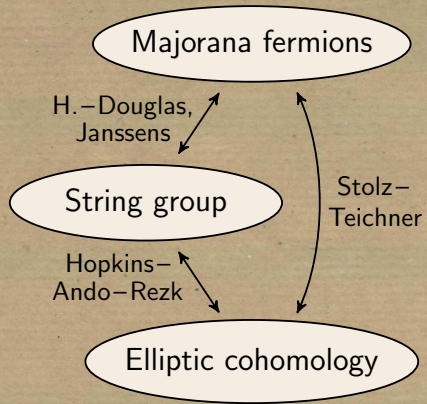 Majorana fermions
H.–Douglas,
Janssens
String group
Stolz–
Teichner
Hopkins–
Ando–Rezk
Elliptic cohomology